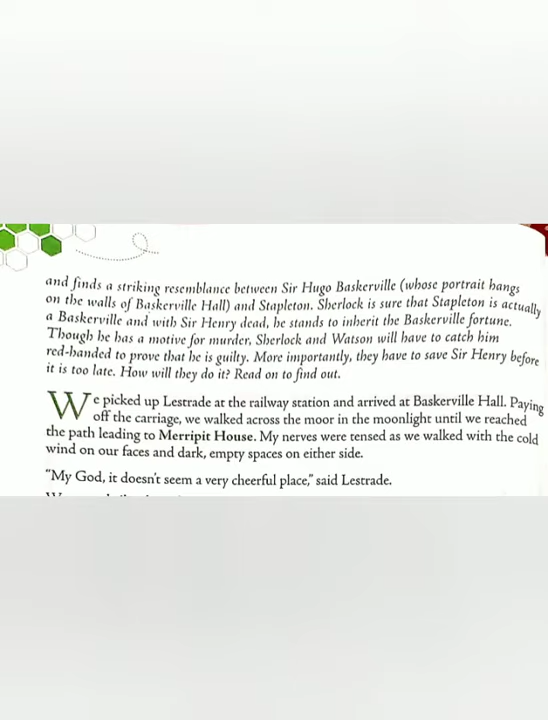 and finds a striking resemblance between Sir Hugo Baskerville (whose portrait hangs
on the walls of Baskerville Hall) and Stapleton. Sherlock is sure that Stapleton is actually
a Baskerville and with Sir Henry dead, he stands to inherit the Baskerville fortune.
Though he has a motive for murder, Sherlock and Watson will have to catch him
red-handed to prove that he is guilty. More importantly, they have to save Sir Henry before
it is too late. How will they do it? Read on to find out.
We picked up Lestrade at the railway station and arrived at Baskerville Hall. Paying
off the carriage, we walked across the moor in the moonlight until we reached
the path leading to Merripit House. My nerves were tensed as we walked with the cold
wind on our faces and dark, empty spaces on either side.
"My God, it doesn't seem a very cheerful place," said Lestrade.